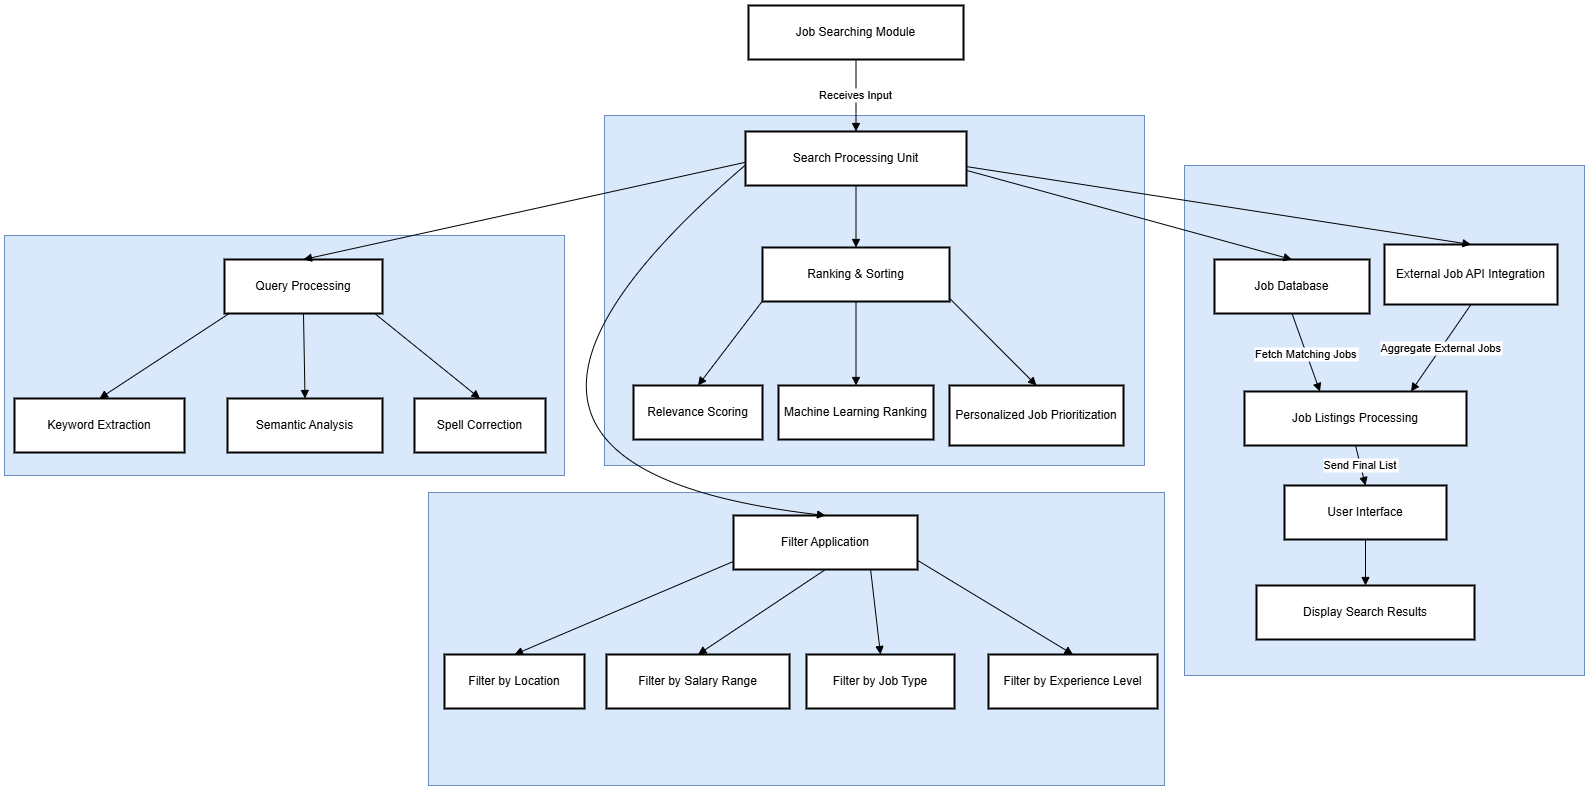 Job Searching Module
Receives Input
Search Processing Unit
Query Processing
Keyword Extraction
Semantic Analysis
Spell Correction
Ranking & Sorting
Relevance Scoring
Machine Learning Ranking
Personalized Job Prioritization
Filter Application
Filter by Location
Filter by Salary Range
Filter by Job Type
Filter by Experience Level
Job Database
External Job API Integration
Fetch Matching Jobs
Aggregate External Jobs
Job Listings Processing
Send Final List
User Interface
Display Search Results